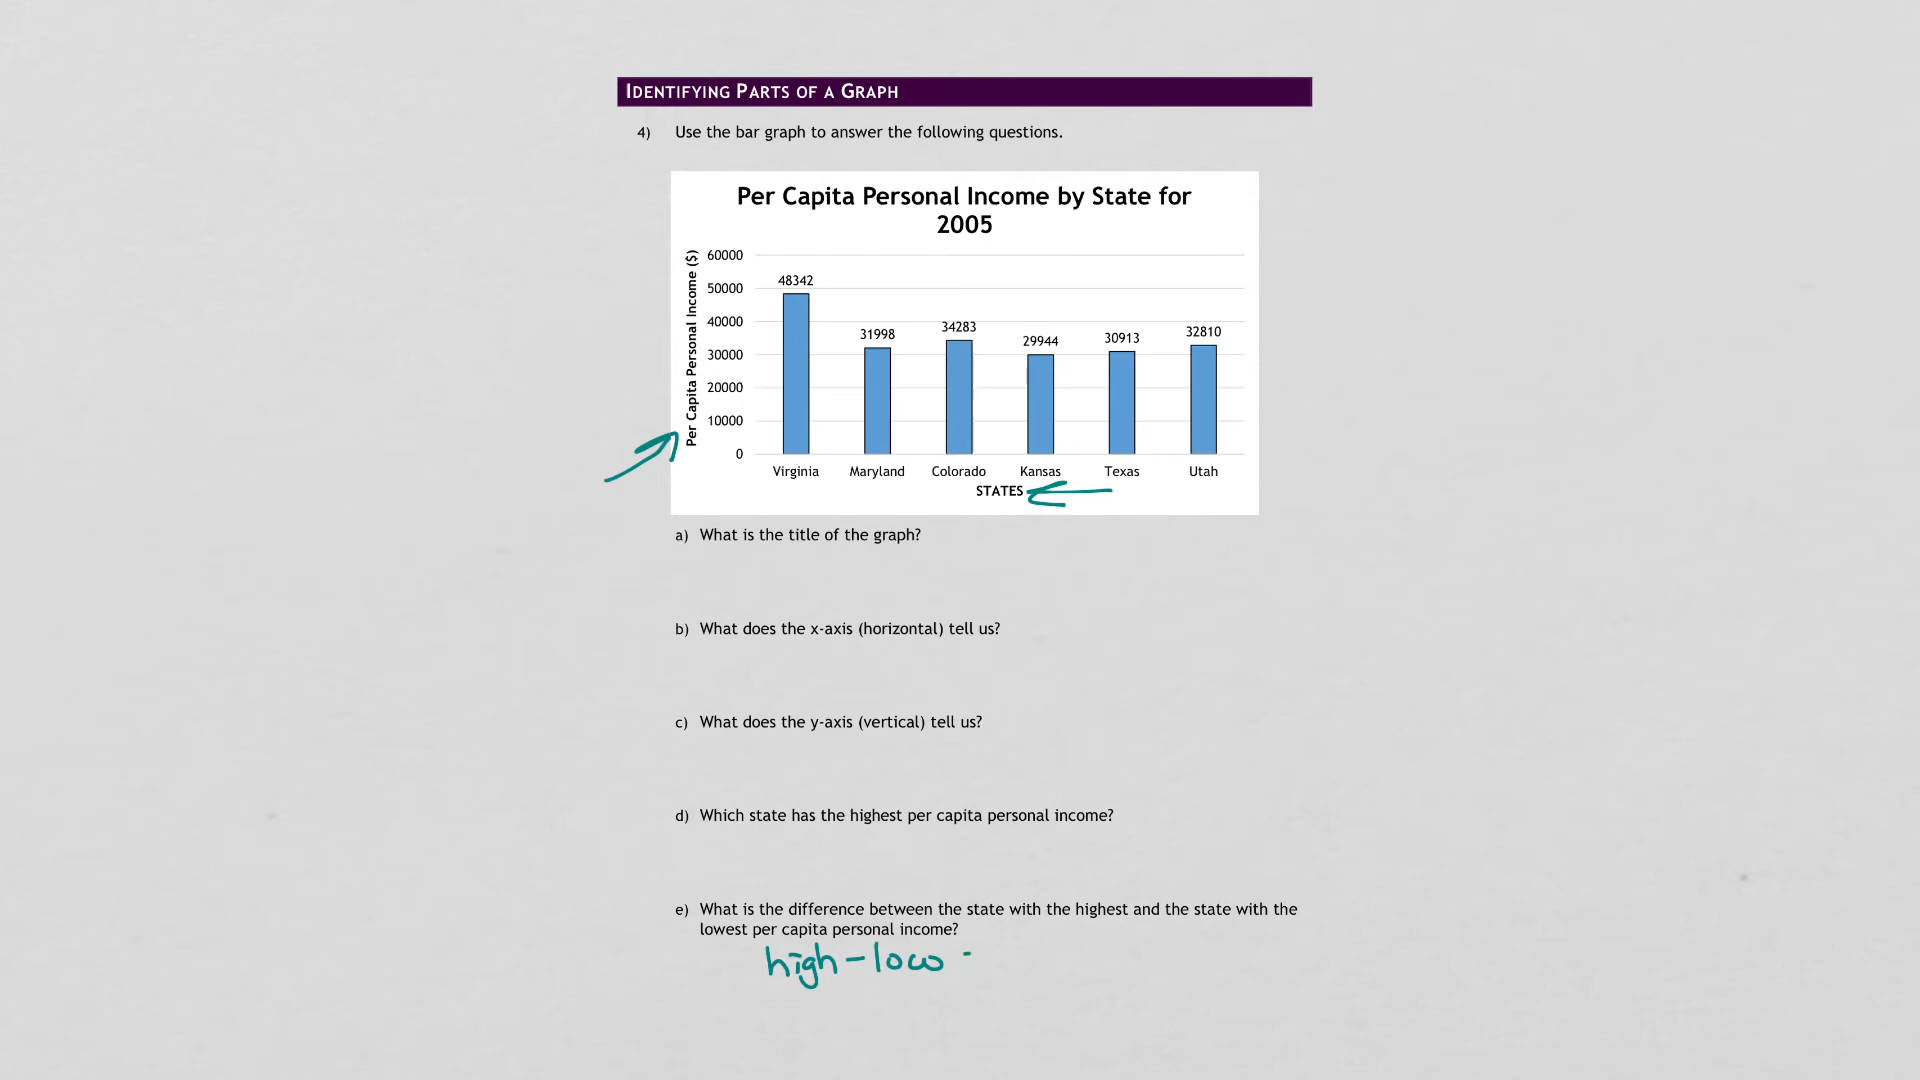 IDENTIFYING PARTS OF A GRAPH
4) Use the bar graph to answer the following questions.
Per Capita Personal Income by State for
2005
Per Capita Personal Income ($)
60000
50000
40000
30000
20000
10000
0
48342
31998
34283
29944
30913
32810
Virginia Maryland Colorado Kansas Texas Utah
STATES
a) What is the title of the graph?
b) What does the x-axis (horizontal) tell us?
c) What does the y-axis (vertical) tell us?
d) Which state has the highest per capita personal income?
e) What is the difference between the state with the highest and the state with the
lowest per capita personal income?
high - low -